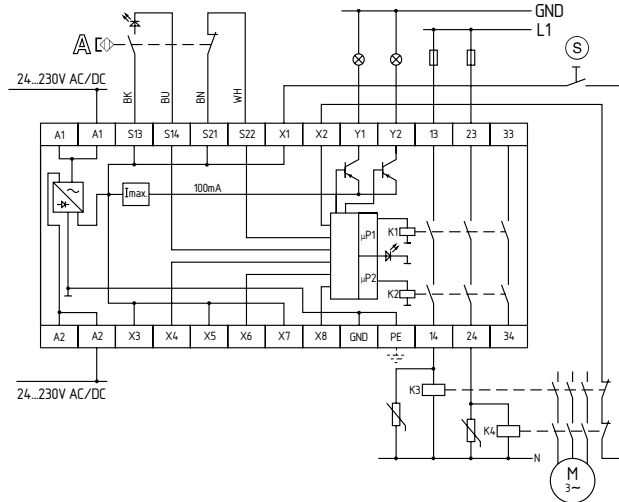 GND
L1
S
A
24...230V AC/DC
BK
BU
BN
WH
A1 A1 S13 S14 S21 S22 X1 X2 Y1 Y2 13 23 33
Imax.
100mA
µP1
K1
µP2
K2
A2 A2 X3 X4 X5 X6 X7 X8 GND PE 14 24 34
24...230V AC/DC
K3
K4
N
M
3~